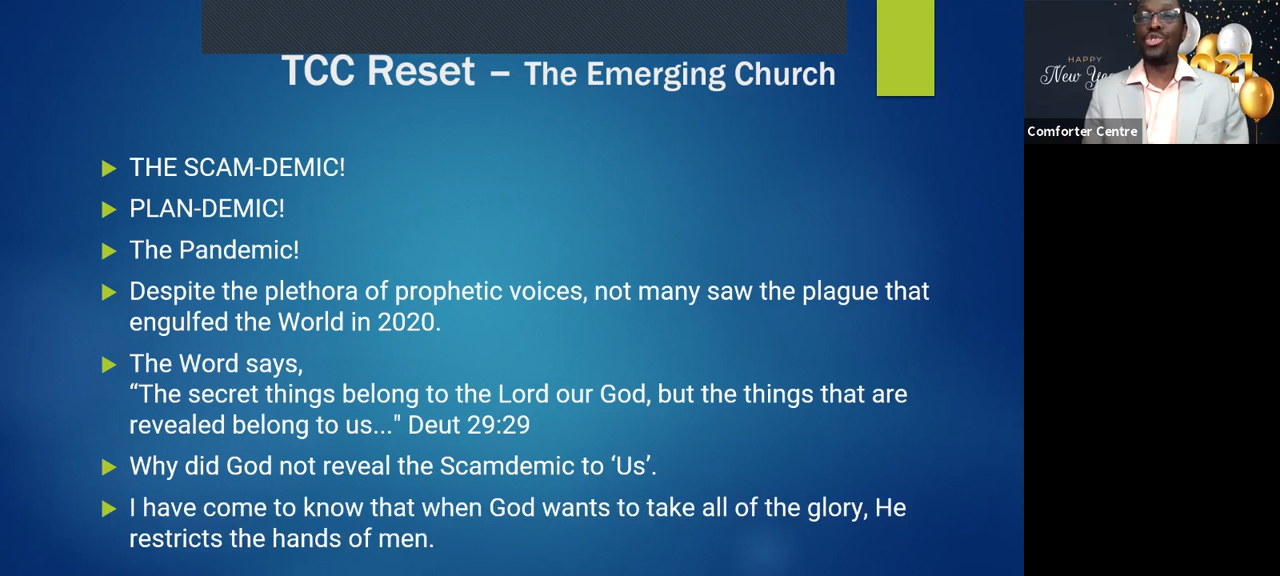 TCC Reset – The Emerging Church
THE SCAM-DEMIC!
PLAN-DEMIC!
The Pandemic!
Despite the plethora of prophetic voices, not many saw the plague that
engulfed the World in 2020.
The Word says,
“The secret things belong to the Lord our God, but the things that are
revealed belong to us..." Deut 29:29
Why did God not reveal the Scamdemic to ‘Us’.
I have come to know that when God wants to take all of the glory, He
restricts the hands of men.
HAPPY
New
Comforter Centre